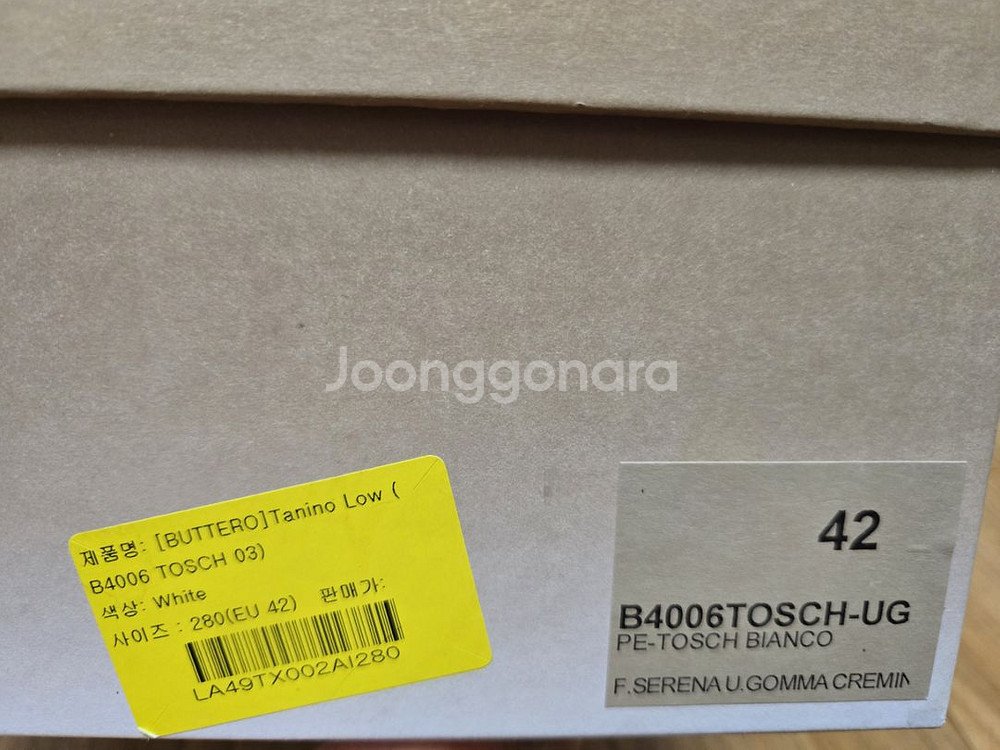 Joonggonara
제품명: [BUTTERO]Tanino Low (
B4006 TOSCH 03)
색상: White
사이즈 : 280(EU 42) 판매가:
LA49TX002AI280
42
B4006TOSCH-UG
PE-TOSCH BIANCO
F.SERENA U.GOMMA CREMIN